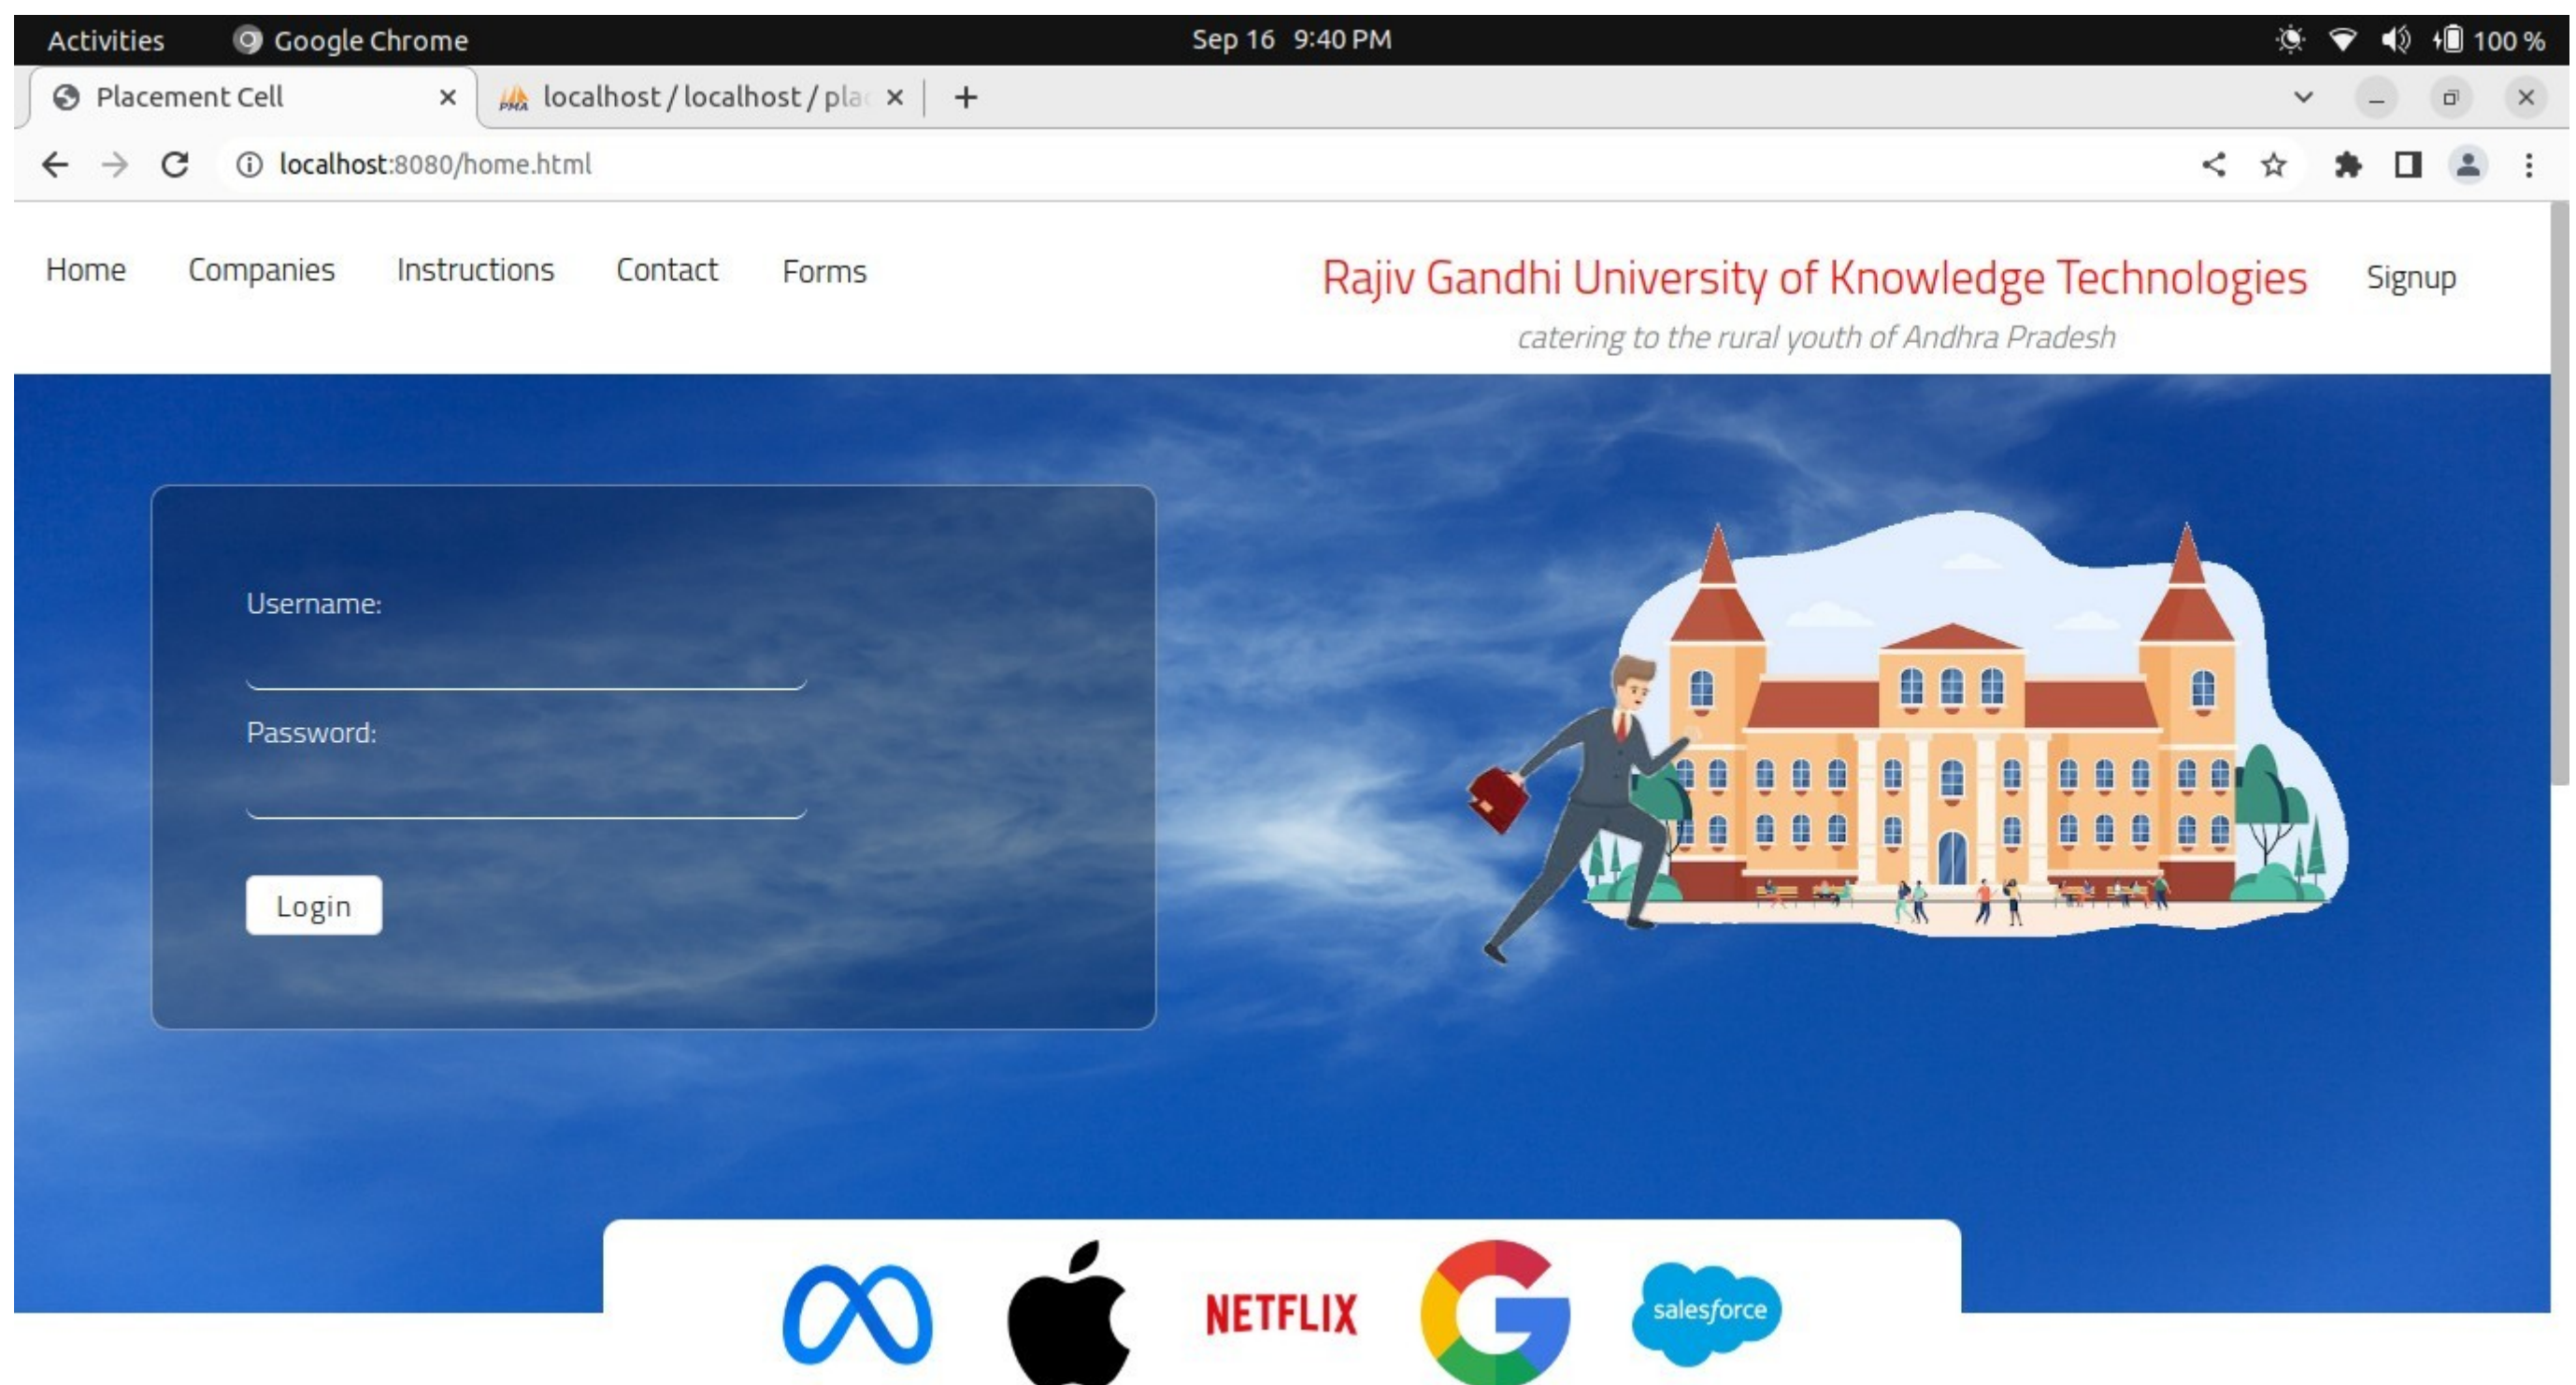 Activities Google Chrome Sep 16 9:40 PM 100 %
Placement Cell localhost / localhost / plac
localhost:8080/home.html
Home Companies Instructions Contact Forms Rajiv Gandhi University of Knowledge Technologies Signup
catering to the rural youth of Andhra Pradesh
Username:
Password:
Login
NETFLIX salesforce